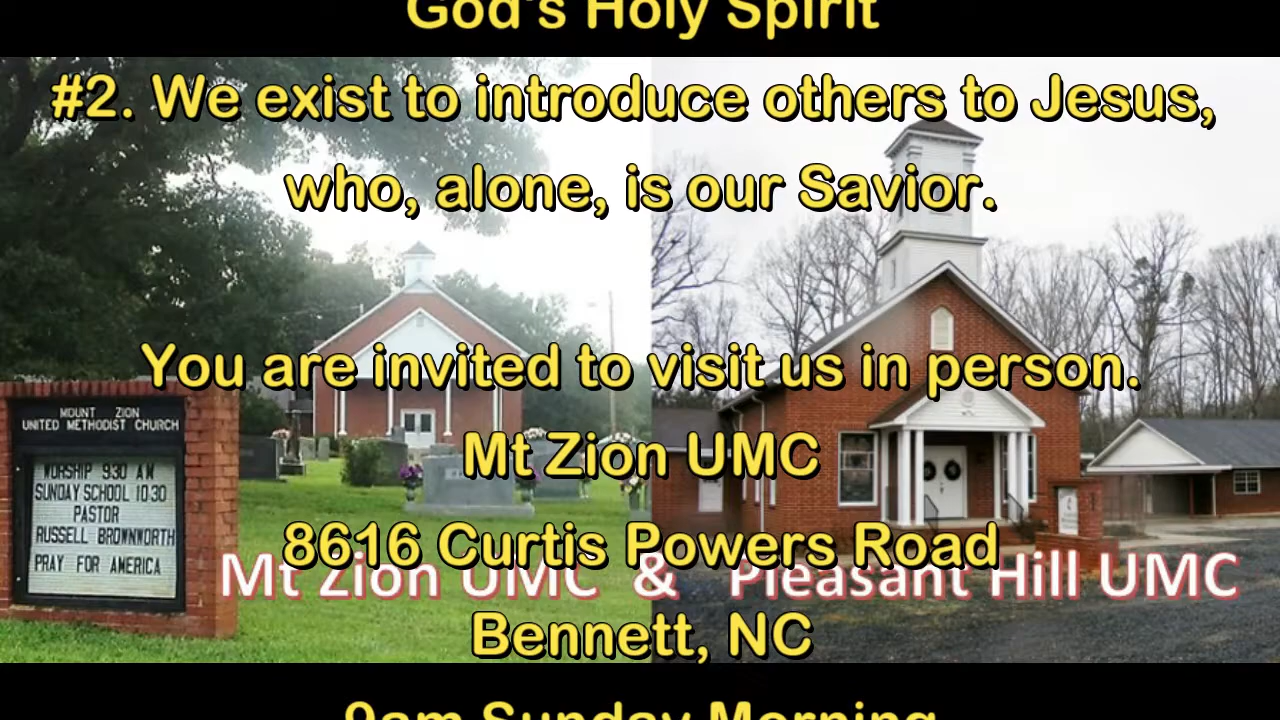 God's Holy Spirit
#2. We exist to introduce others to Jesus,
who, alone, is our Savior.
You are invited to visit us in person.
Mt Zion UMC
8616 Curtis Powers Road
Bennett, NC
9am Sunday Morning
Mt Zion UMC & Pleasant Hill UMC
MOUNT ZION
UNITED METHODIST CHURCH
WORSHIP 9:30 AM
SUNDAY SCHOOL 10:30
PASTOR
RUSSELL BROWNWORTH
PRAY FOR AMERICA